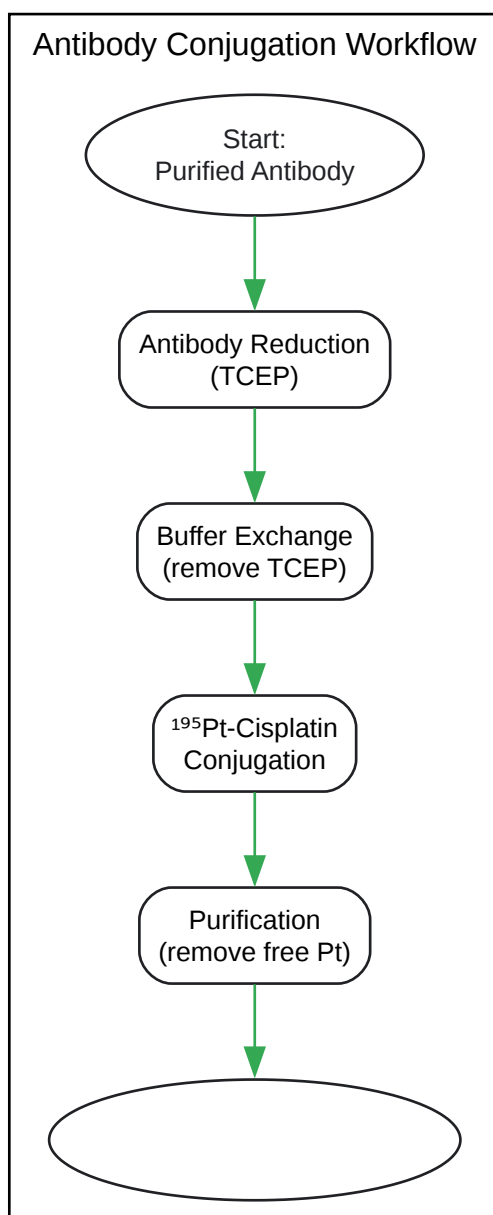 Antibody Conjugation Workflow
Start:
Purified Antibody
Antibody Reduction
(TCEP)
Buffer Exchange
(remove TCEP)
¹⁹⁵Pt-Cisplatin
Conjugation
Purification
(remove free Pt)